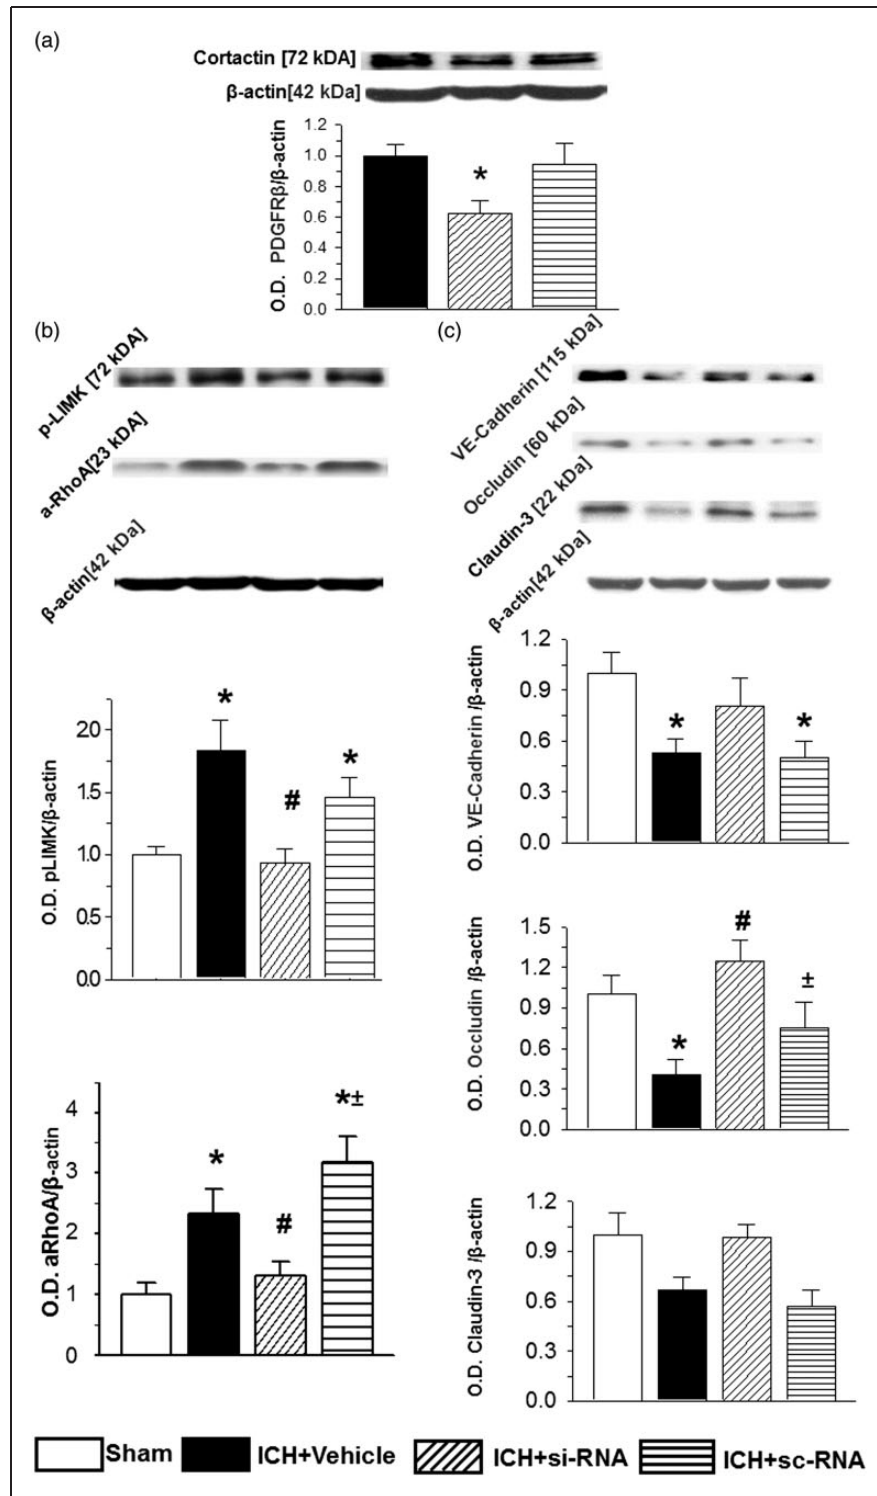 (a)
Cortactin [72 kDA]
β-actin[42 kDa]
O.D. PDGFRβ/β-actin
1.2
1.0
0.8
0.6
0.4
0.2
0.0
*
(b)
p-LIMK [72 kDA]
a-RhoA[23 kDA]
β-actin[42 kDa]
O.D. pLIMK/β-actin
20
1.5
1.0
0.5
0.0
*
#
*
O.D. aRhoA/β-actin
4
3
2
1
0
*
#
*±
(c)
VE-Cadherin [115 kDa]
Occludin [60 kDa]
Claudin-3 [22 kDa]
β-actin[42 kDa]
O.D. VE-Cadherin /β-actin
1.2
0.9
0.6
0.3
0.0
*
*
O.D. Occludin /β-actin
1.5
1.2
0.9
0.6
0.3
0.0
*
#
±
O.D. Claudin-3 /β-actin
1.2
0.9
0.6
0.3
0.0
Sham ICH+Vehicle ICH+si-RNA ICH+sc-RNA